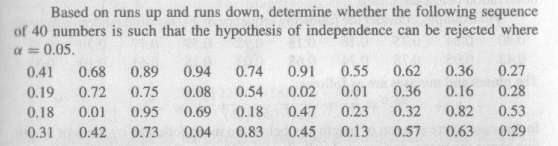 Based on runs up and runs down, determine whether the following sequence
of 40 numbers is such that the hypothesis of independence can be rejected where
α = 0.05.
0.41 0.68 0.89 0.94 0.74 0.91 0.55 0.62 0.36 0.27
0.19 0.72 0.75 0.08 0.54 0.02 0.01 0.36 0.16 0.28
0.18 0.01 0.95 0.69 0.18 0.47 0.23 0.32 0.82 0.53
0.31 0.42 0.73 0.04 0.83 0.45 0.13 0.57 0.63 0.29